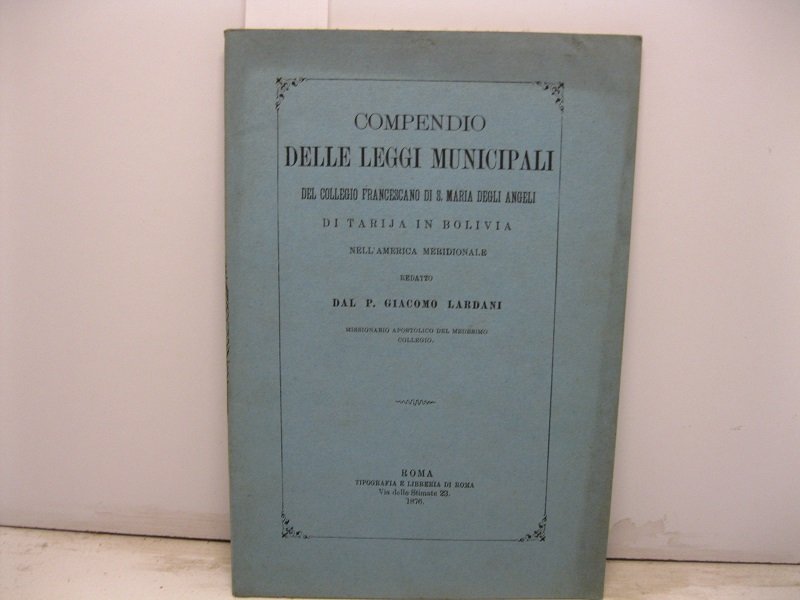 COMPENDIO
DELLE LEGGI MUNICIPALI
DEL COLLEGIO FRANCESCANO DI S. MARIA DEGLI ANGELI
DI TARIJA IN BOLIVIA
NELL'AMERICA MERIDIONALE
REDATTO
DAL P. GIACOMO LARDANI
MISSIONARIO APOSTOLICO DEL MEDESIMO
COLLEGIO.
ROMA
TIPOGRAFIA E LIBRERIA DI ROMA
Via delle Stimate 23.
1876.